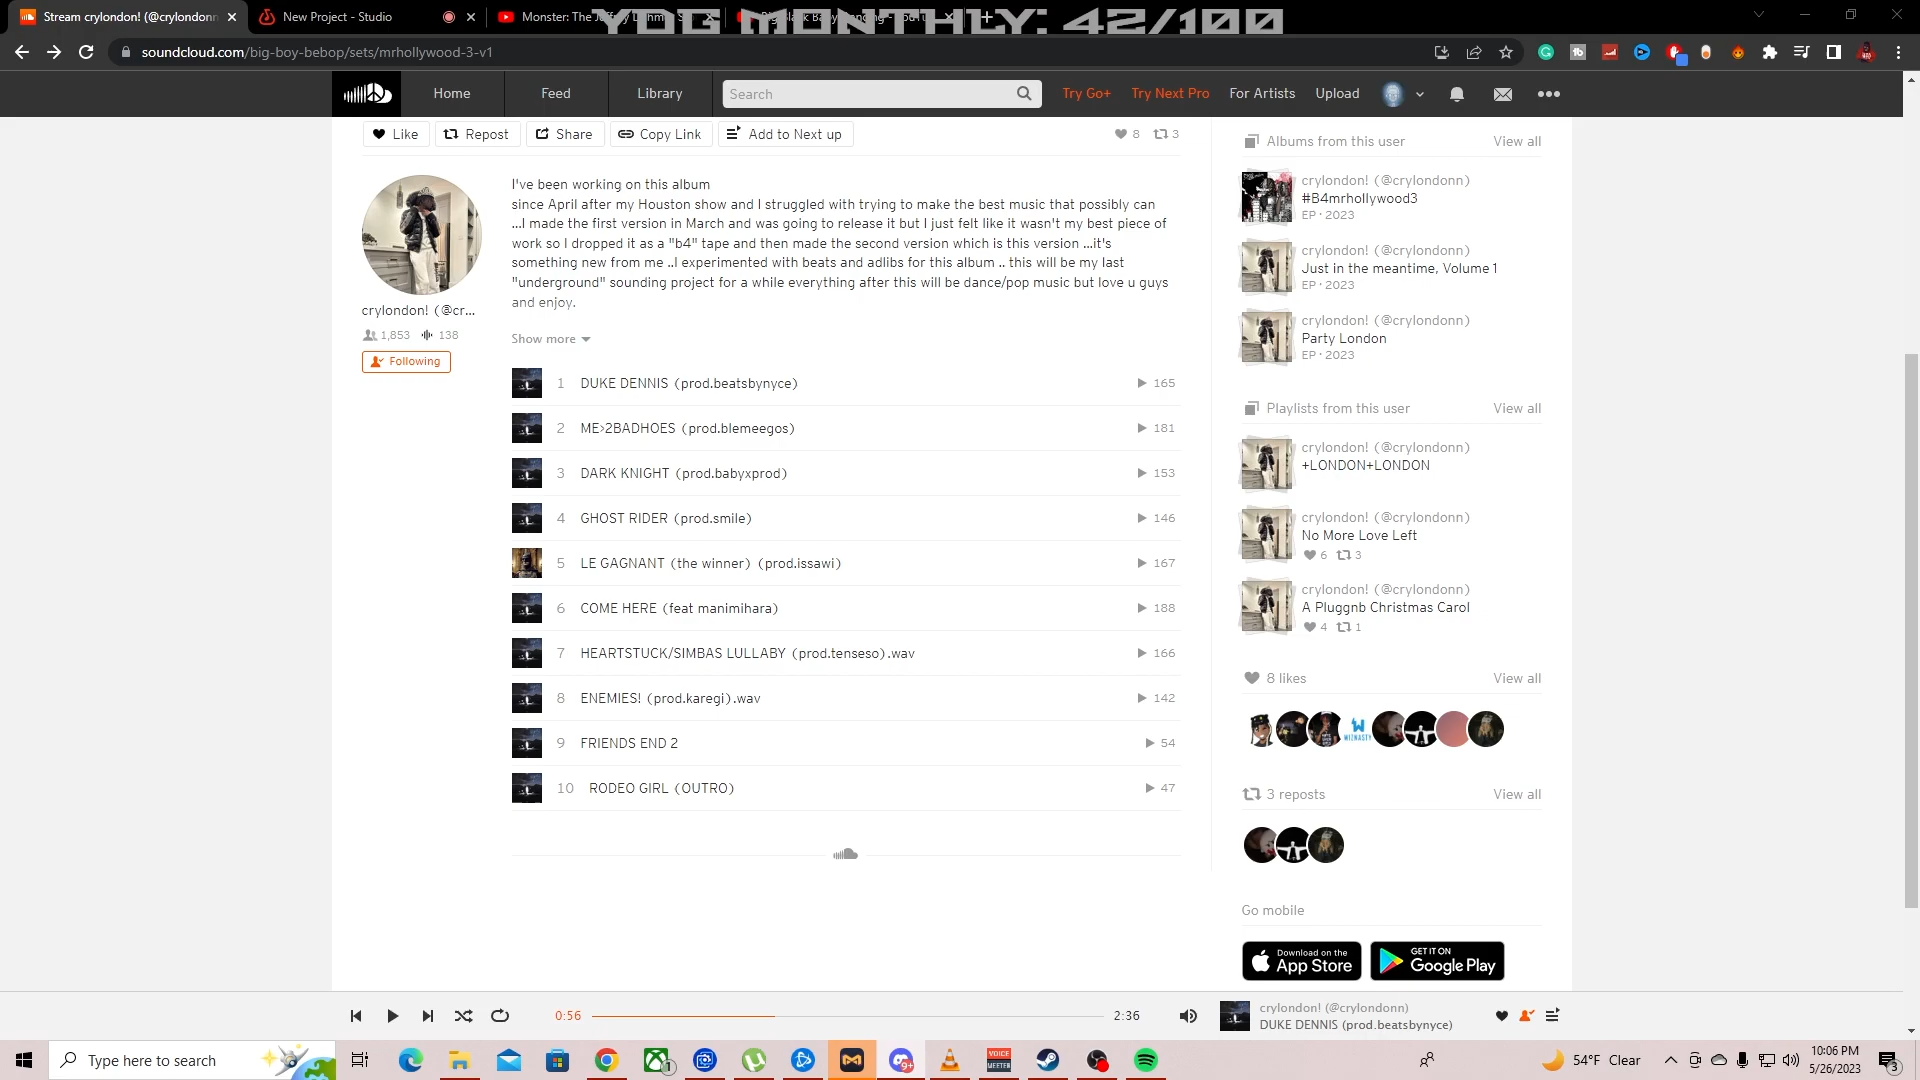 YDG MONTHLY: 42/100
Stream crylondon! (@crylondonn
New Project - Studio
soundcloud.com/big-boy-bebop/sets/mrhollywood-3-v1
Home
Feed
Library
Search
Try Go+
Try Next Pro
For Artists
Upload
Like
Repost
Share
Copy Link
Add to Next up
8
3
crylondon! (@cr...
1,853
138
Following
I've been working on this album
since April after my Houston show and I struggled with trying to make the best music that possibly can
...I made the first version in March and was going to release it but I just felt like it wasn't my best piece of
work so I dropped it as a "b4" tape and then made the second version which is this version ...it's
something new from me ..I experimented with beats and adlibs for this album .. this will be my last
"underground" sounding project for a while everything after this will be dance/pop music but love u guys
and enjoy.
Show more
1 DUKE DENNIS (prod.beatsbynyce) 165
2 ME>2BADHOES (prod.blemeegos) 181
3 DARK KNIGHT (prod.babyxprod) 153
4 GHOST RIDER (prod.smile) 146
5 LE GAGNANT (the winner) (prod.issawi) 167
6 COME HERE (feat manimihara) 188
7 HEARTSTUCK/SIMBAS LULLABY (prod.tenseso).wav 166
8 ENEMIES! (prod.karegi).wav 142
9 FRIENDS END 2 54
10 RODEO GIRL (OUTRO) 47
Albums from this user
View all
crylondon! (@crylondonn)
#B4mrhollywood3
EP · 2023
crylondon! (@crylondonn)
Just in the meantime, Volume 1
EP · 2023
crylondon! (@crylondonn)
Party London
EP · 2023
Playlists from this user
View all
crylondon! (@crylondonn)
+LONDON+LONDON
crylondon! (@crylondonn)
No More Love Left
6 3
crylondon! (@crylondonn)
A Pluggnb Christmas Carol
4 1
8 likes
View all
WIZNASTY
3 reposts
View all
Go mobile
Download on the
App Store
GET IT ON
Google Play
0:56
2:36
crylondon! (@crylondonn)
DUKE DENNIS (prod.beatsbynyce)
Type here to search
1
9+
VOICE
MEETER
54°F Clear
10:06 PM
5/26/2023
3